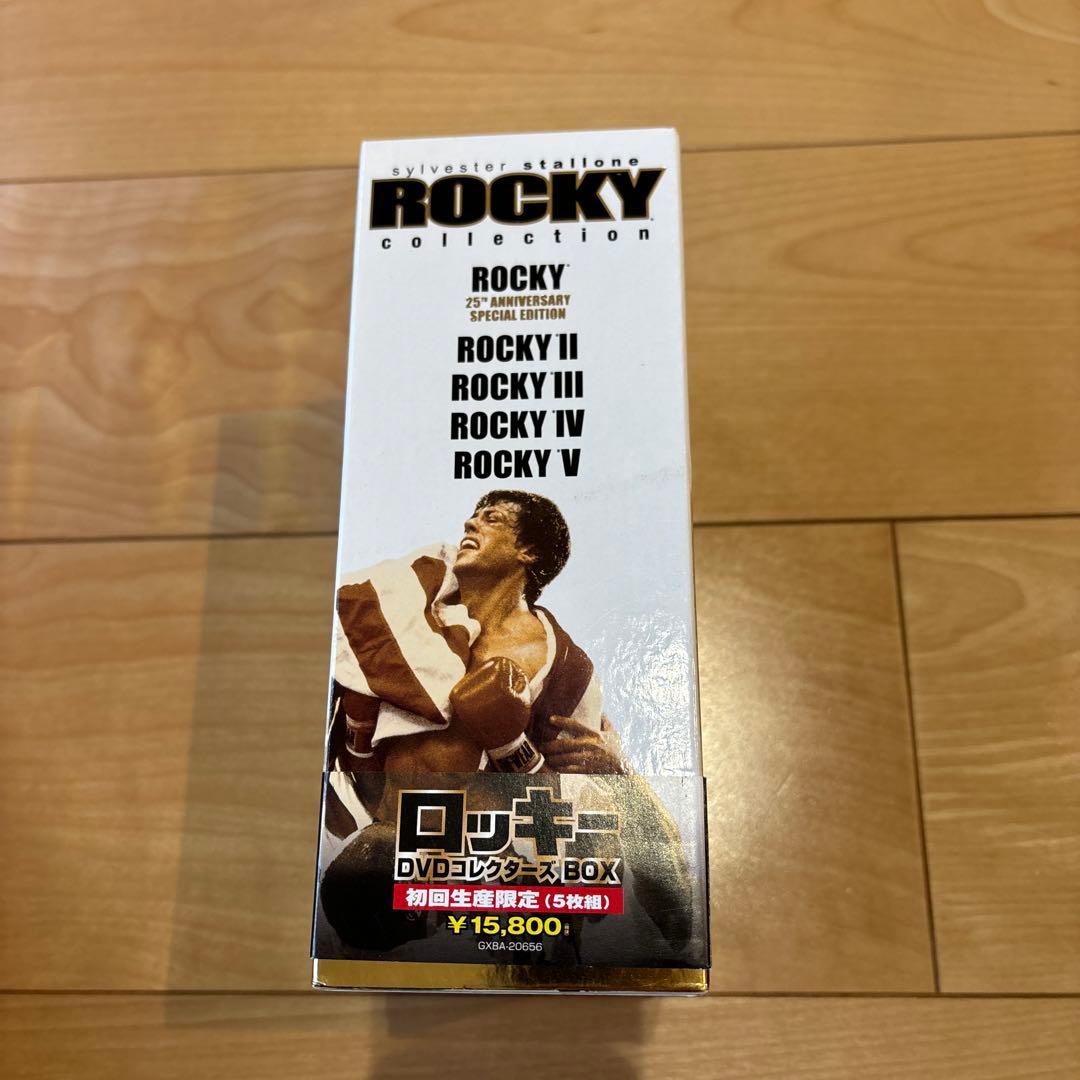 sylvester stallone
ROCKY
collection
ROCKY
25TH ANNIVERSARY
SPECIAL EDITION
ROCKY II
ROCKY III
ROCKY IV
ROCKY V
ロッキー
DVDコレクターズ BOX
初回生産限定(5枚組)
¥15,800
GXBA-20656